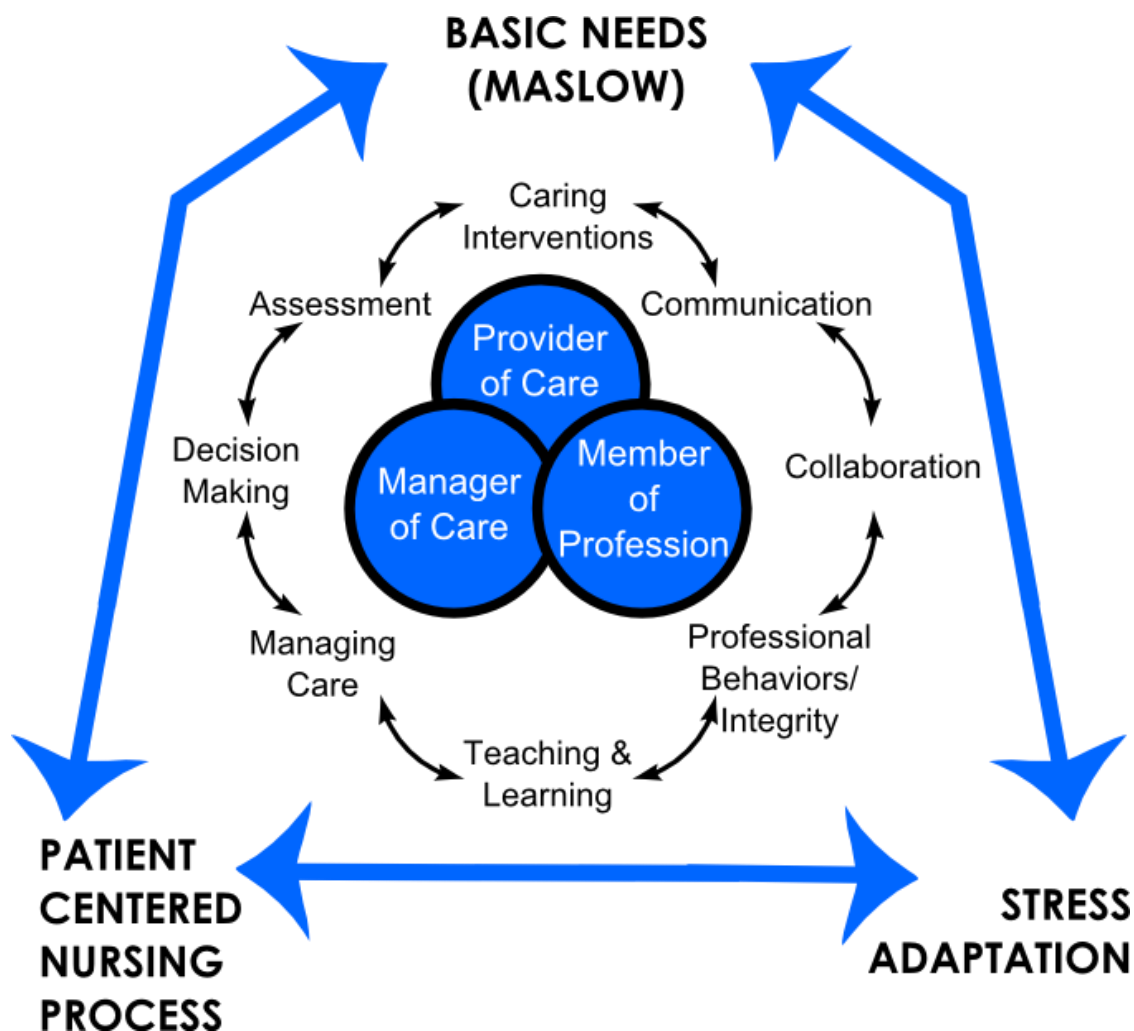 BASIC NEEDS
(MASLOW)
Caring
Interventions
Assessment
Communication
Provider
of Care
Decision
Making
Manager
of Care
Member
of
Profession
Collaboration
Managing
Care
Professional
Behaviors/
Integrity
Teaching &
Learning
PATIENT
CENTERED
NURSING
PROCESS
STRESS
ADAPTATION